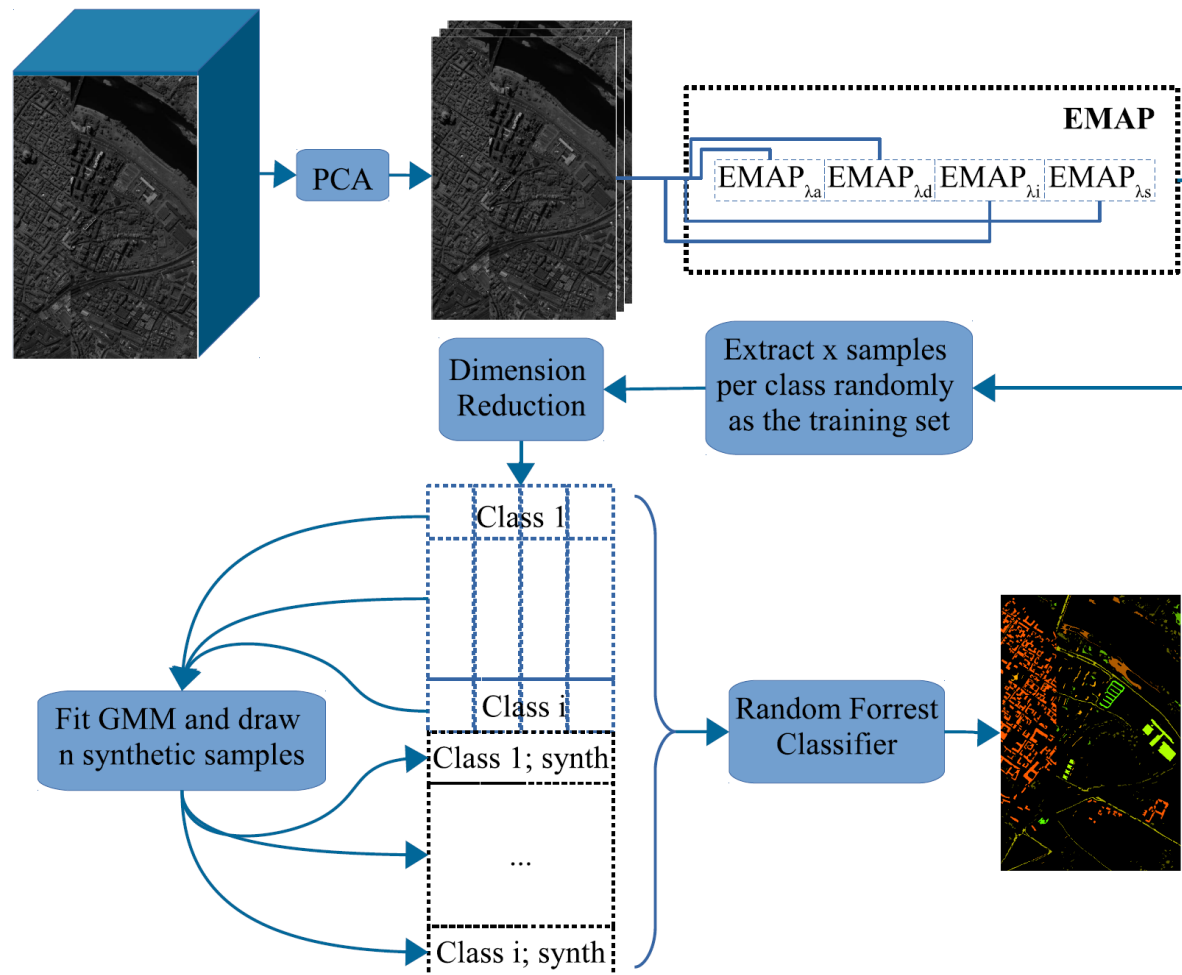 EMAP
PCA
EMAPλa EMAPλd EMAPλi EMAPλs
Dimension
Reduction
Extract x samples
per class randomly
as the training set
Class 1
Class i
Fit GMM and draw
n synthetic samples
Class 1; synth
...
Class i; synth
Random Forrest
Classifier